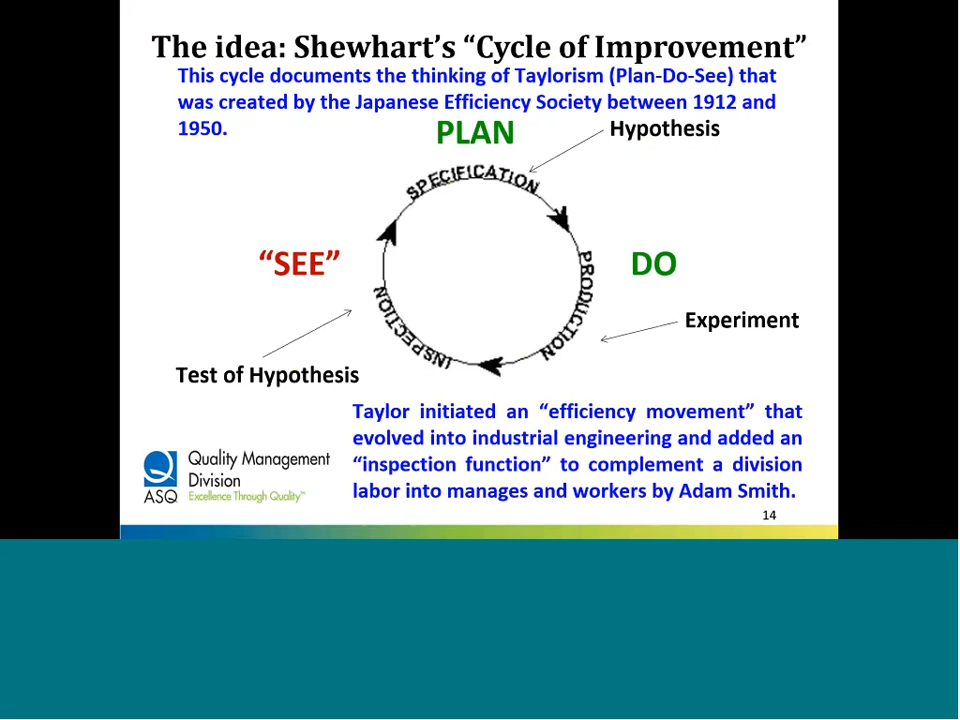 The idea: Shewhart’s “Cycle of Improvement”
This cycle documents the thinking of Taylorism (Plan-Do-See) that
was created by the Japanese Efficiency Society between 1912 and
1950.
PLAN
Hypothesis
SPECIFICATION
“SEE”
DO
PRODUCTION
INSPECTION
Experiment
Test of Hypothesis
Taylor initiated an “efficiency movement” that
evolved into industrial engineering and added an
“inspection function” to complement a division
labor into manages and workers by Adam Smith.
ASQ
Quality Management
Division
Excellence Through Quality™
14